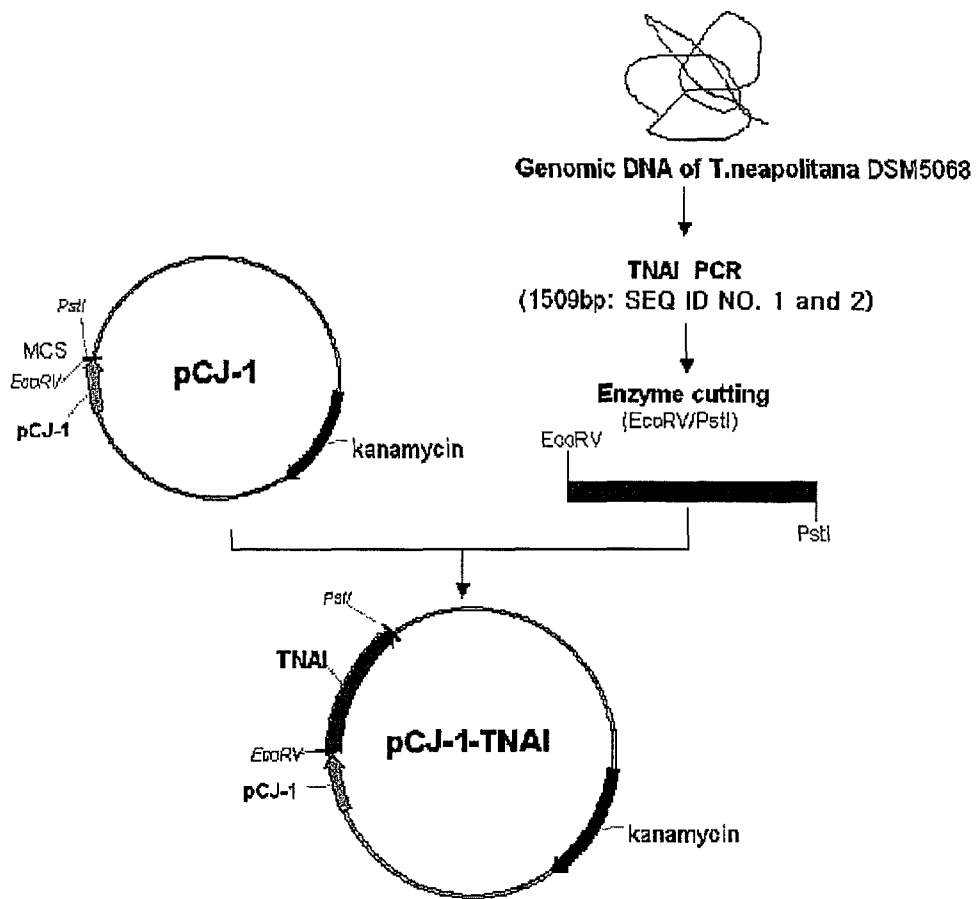 Genomic DNA of T.neapolitana DSM5068
TNAI PCR
(1509bp: SEQ ID NO. 1 and 2)
Enzyme cutting
(EcoRV/PstI)
EcoRV
PstI
PstI
MCS
EcoRV
pCJ-1
pCJ-1
kanamycin
PstI
TNAI
EcoRV
pCJ-1
pCJ-1-TNAI
kanamycin